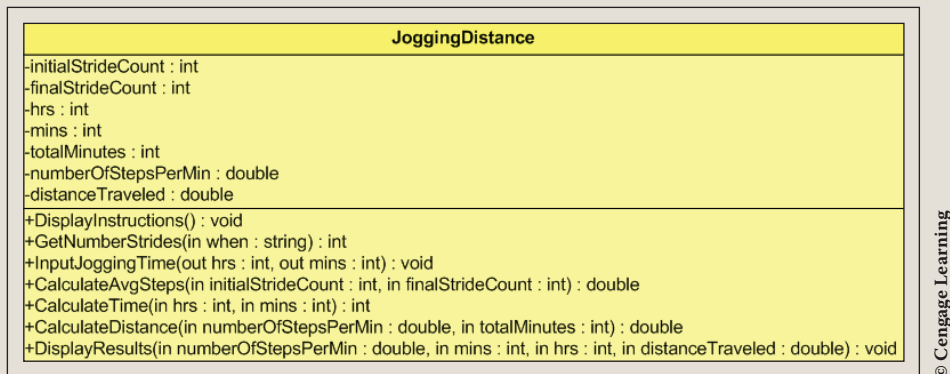 JoggingDistance
-initialStrideCount : int
-finalStrideCount : int
-hrs : int
-mins : int
-totalMinutes : int
-numberOfStepsPerMin : double
-distanceTraveled : double
+DisplayInstructions() : void
+GetNumberStrides(in when : string) : int
+InputJoggingTime(out hrs : int, out mins : int) : void
+CalculateAvgSteps(in initialStrideCount : int, in finalStrideCount : int) : double
+CalculateTime(in hrs : int, in mins : int) : int
+CalculateDistance(in numberOfStepsPerMin : double, in totalMinutes : int) : double
+DisplayResults(in numberOfStepsPerMin : double, in mins : int, in hrs : int, in distanceTraveled : double) : void
© Cengage Learning